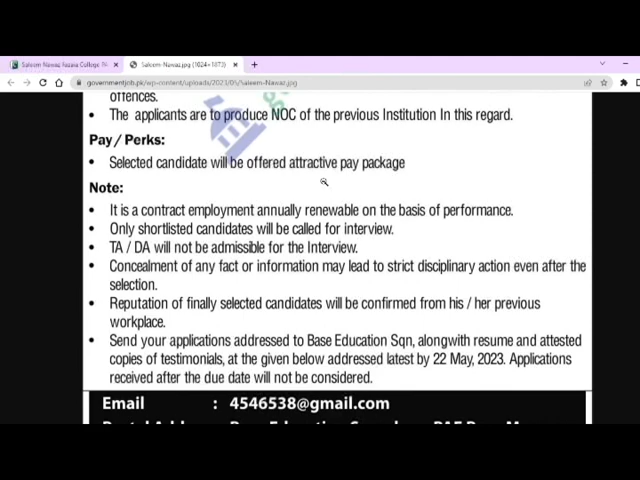 Saleem Nawaz Fazaia College PA
Saleem-Nawaz.jpg (1024×1873)
governmentjob.pk/wp-content/uploads/2023/05/Saleem-Nawaz.jpg
offences.
• The applicants are to produce NOC of the previous Institution In this regard.
Pay / Perks:
• Selected candidate will be offered attractive pay package
Note:
• It is a contract employment annually renewable on the basis of performance.
• Only shortlisted candidates will be called for interview.
• TA / DA will not be admissible for the Interview.
• Concealment of any fact or information may lead to strict disciplinary action even after the
selection.
• Reputation of finally selected candidates will be confirmed from his / her previous
workplace.
• Send your applications addressed to Base Education Sqn, alongwith resume and attested
copies of testimonials, at the given below addressed latest by 22 May, 2023. Applications
received after the due date will not be considered.
Email : 4546538@gmail.com